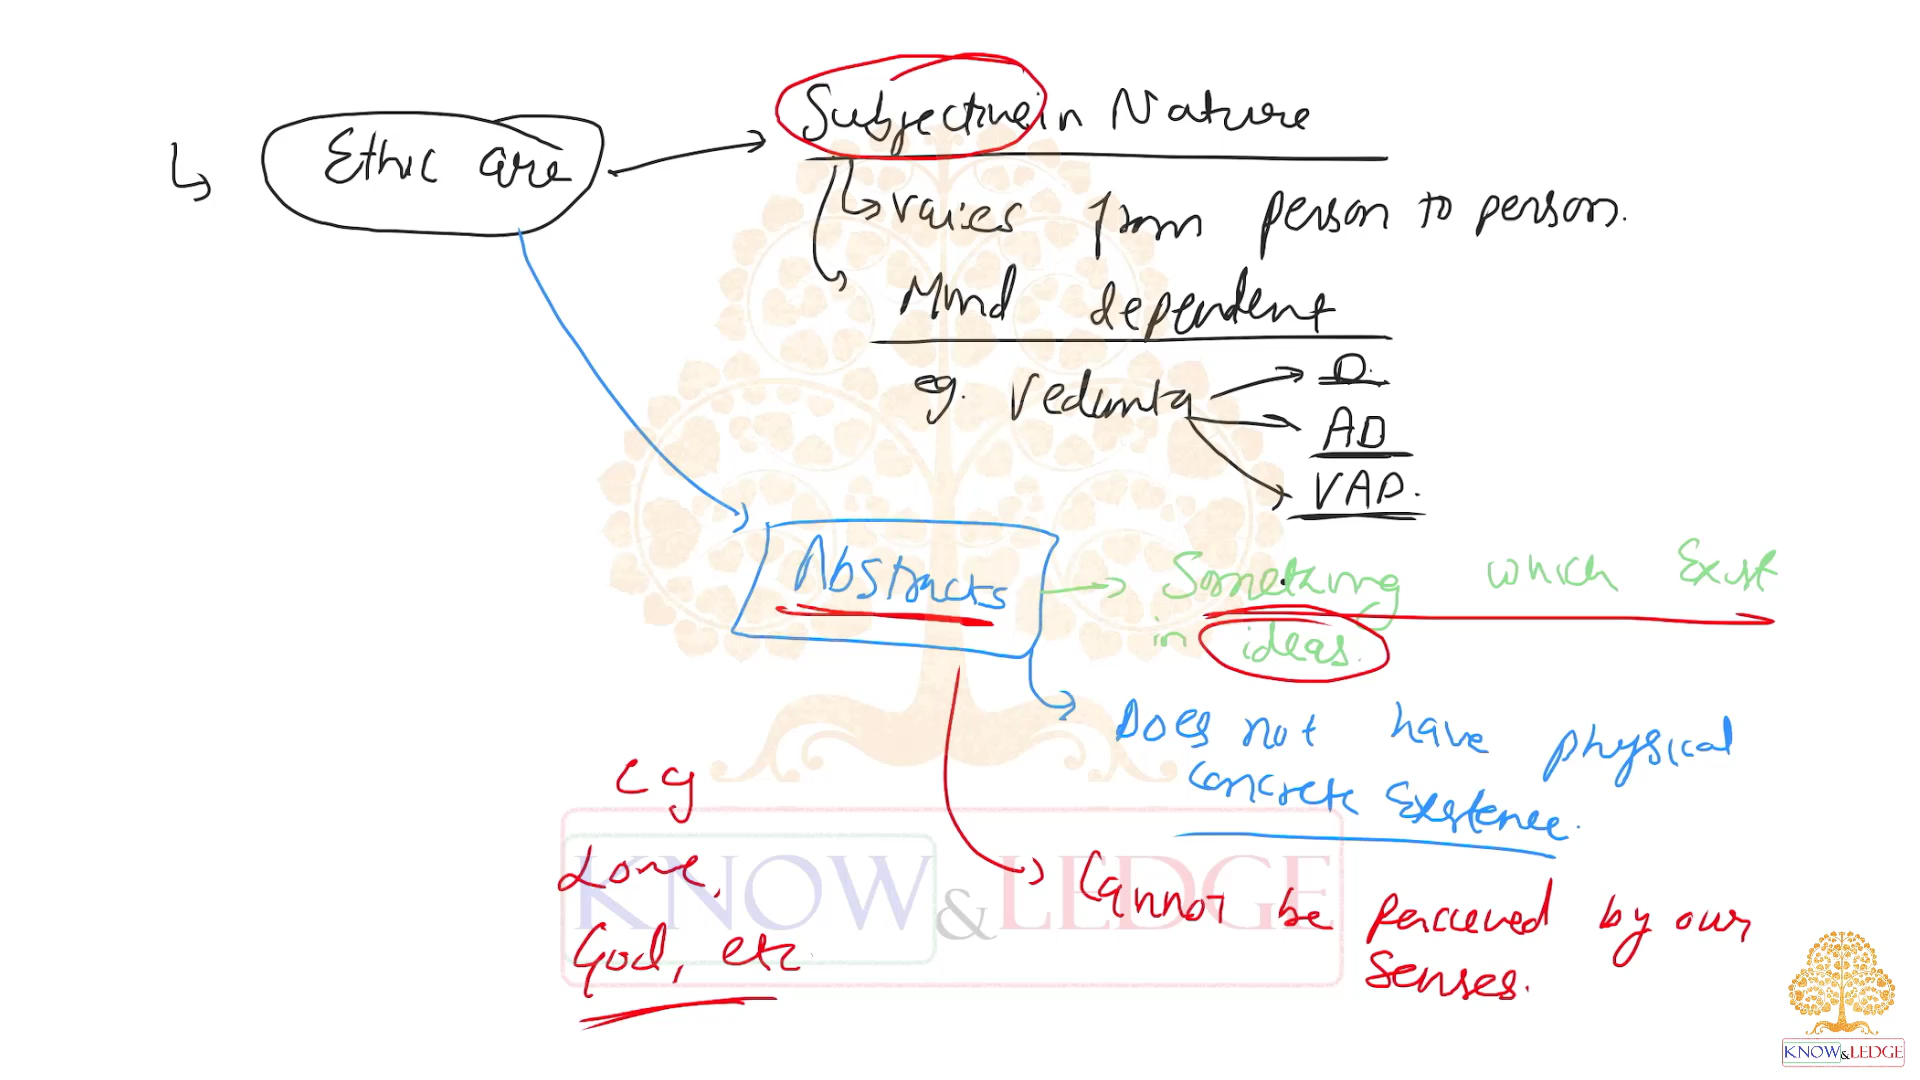 Ethic are
Subjective in Nature
varies from person to person.
Mind dependent
eg. Vedanta
D.
AD
VAD.
Abstracts
Something which Exist
in ideas.
Does not have physical
concrete Existence.
Cannot be perceived by our
senses.
eg
Love,
God, etc
KNOW&LEDGE
KNOW&LEDGE